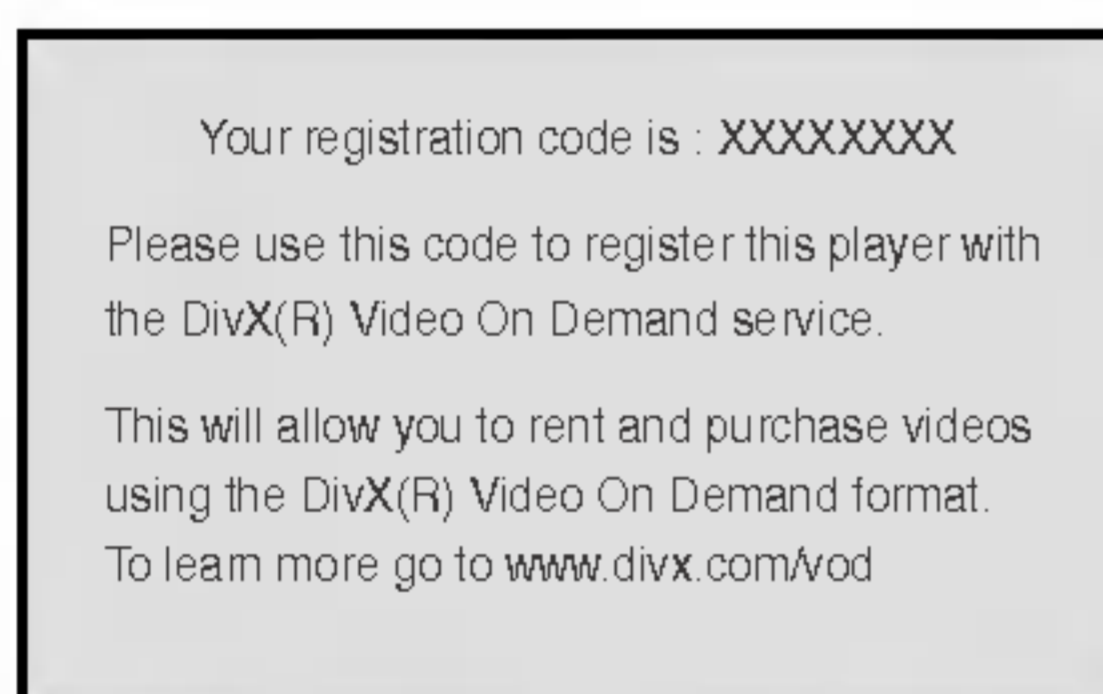 Your registration code is : XXXXXXXX
Please use this code to register this player with
the DivX(R) Video On Demand service.
This will allow you to rent and purchase videos
using the DivX(R) Video On Demand format.
To learn more go to www.divx.com/vod